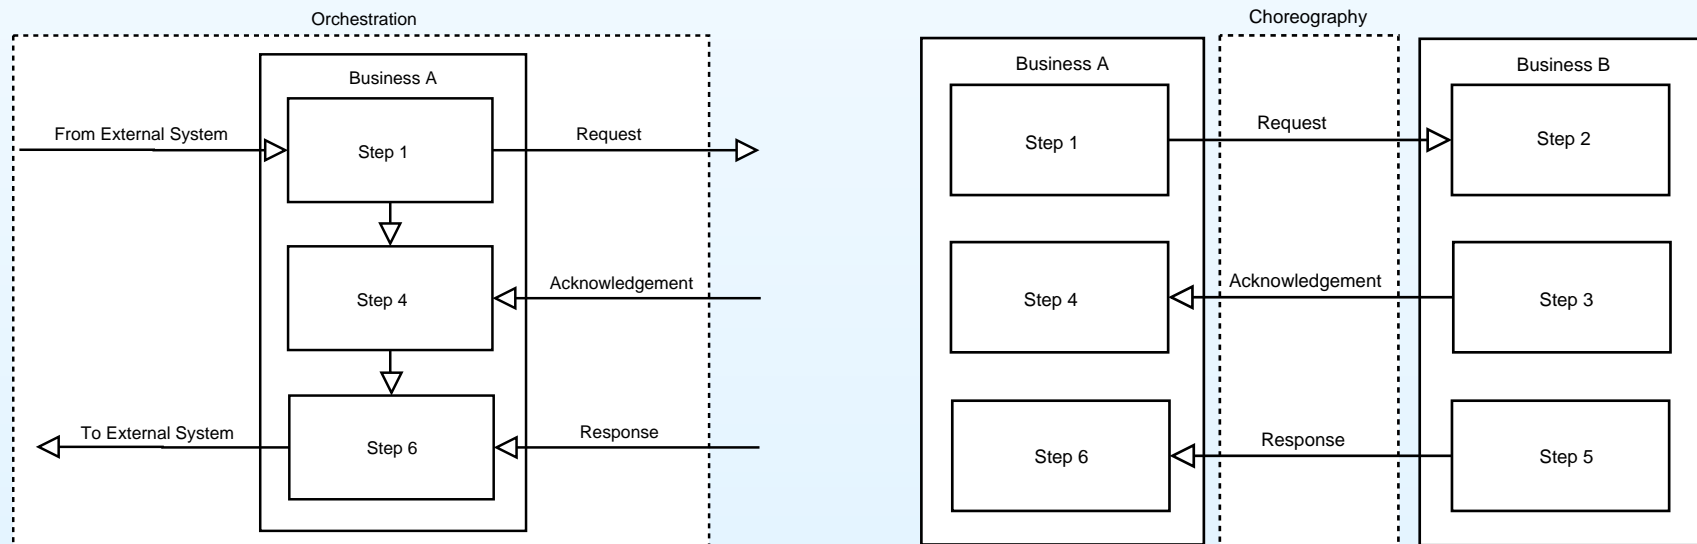 Orchestration
Business A
From External System
Step 1
Request
Step 4
Acknowledgement
To External System
Step 6
Response
Choreography
Business A
Business B
Step 1
Request
Step 2
Step 4
Acknowledgement
Step 3
Step 6
Response
Step 5